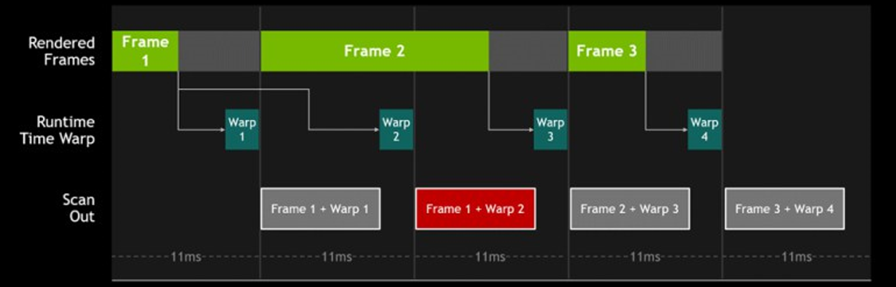 Rendered
Frames
Frame
1
Frame 2
Frame 3
Runtime
Time Warp
Warp
1
Warp
2
Warp
3
Warp
4
Scan
Out
Frame 1 + Warp 1
Frame 1 + Warp 2
Frame 2 + Warp 3
Frame 3 + Warp 4
11ms
11ms
11ms
11ms
11ms